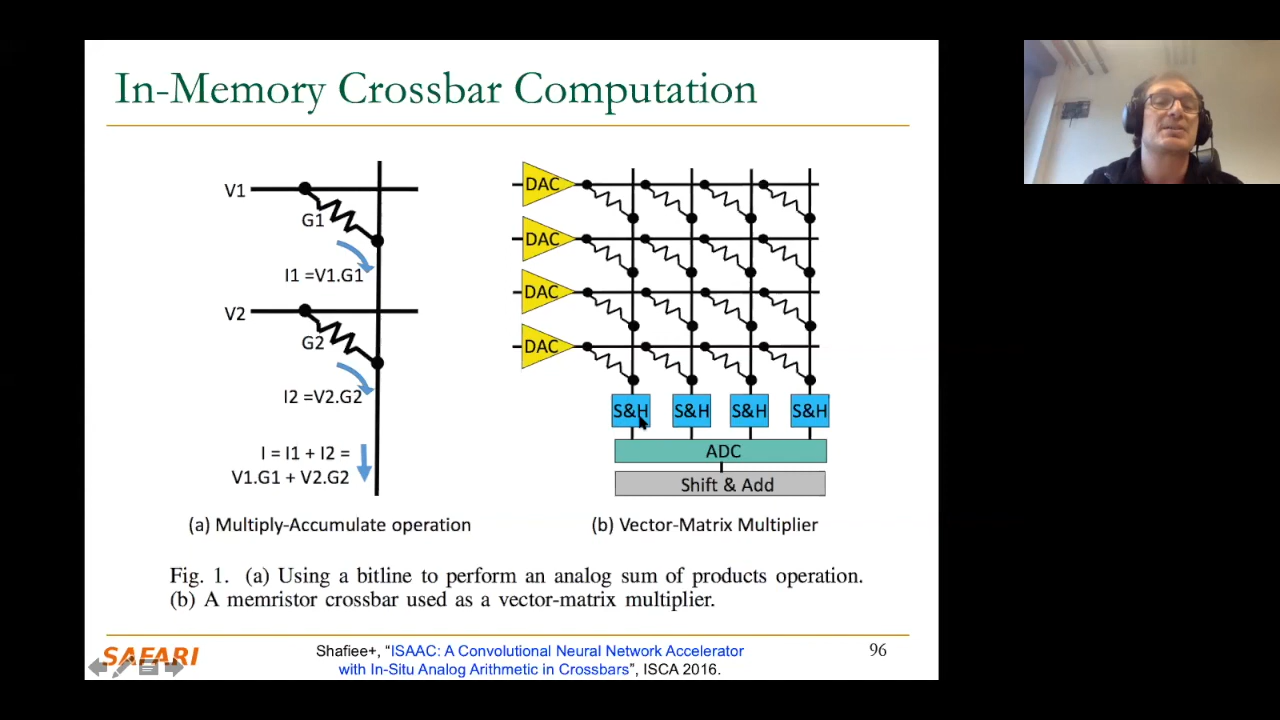 In-Memory Crossbar Computation
V1
G1
I1 =V1.G1
V2
G2
I2 =V2.G2
I = I1 + I2 =
V1.G1 + V2.G2
(a) Multiply-Accumulate operation
DAC
DAC
DAC
DAC
S&H S&H S&H S&H
ADC
Shift & Add
(b) Vector-Matrix Multiplier
Fig. 1. (a) Using a bitline to perform an analog sum of products operation.
(b) A memristor crossbar used as a vector-matrix multiplier.
SAFARI
Shafiee+, “ISAAC: A Convolutional Neural Network Accelerator
with In-Situ Analog Arithmetic in Crossbars”, ISCA 2016.
96